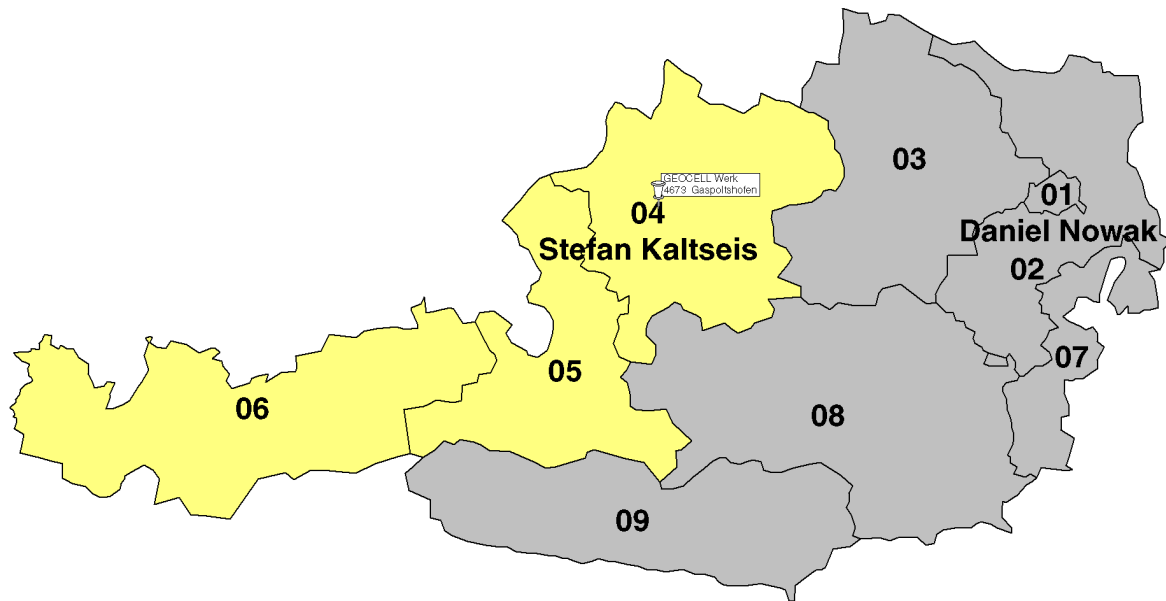 03
GEOCELL Werk
4673 Gaspoltshofen
01
04
Daniel Nowak
Stefan Kaltseis
02
07
05
06
08
09